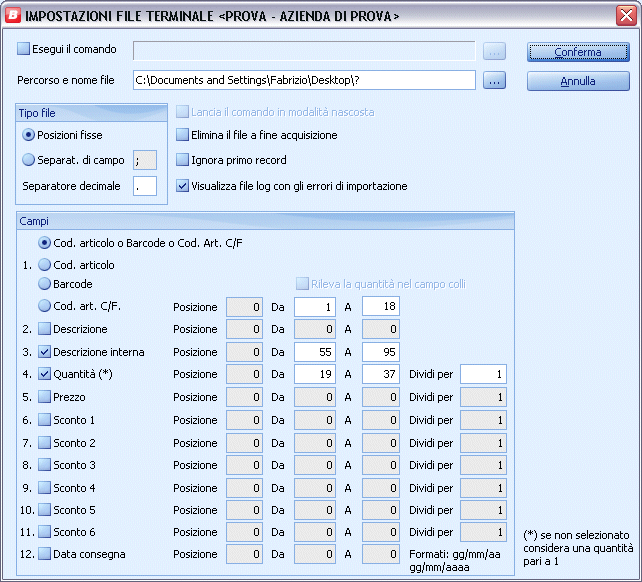 B IMPOSTAZIONI FILE TERMINALE <PROVA - AZIENDA DI PROVA>
Esegui il comando ... Conferma
Percorso e nome file C:\Documents and Settings\Fabrizio\Desktop\? ... Annulla
Tipo file
Lancia il comando in modalità nascosta
Posizioni fisse
Elimina il file a fine acquisizione
Separat. di campo ;
Ignora primo record
Separatore decimale .
Visualizza file log con gli errori di importazione
Campi
Cod. articolo o Barcode o Cod. Art. C/F
1. Cod. articolo
Barcode
Rileva la quantità nel campo colli
Cod. art. C/F. Posizione 0 Da 1 A 18
2. Descrizione Posizione 0 Da 0 A 0
3. Descrizione interna Posizione 0 Da 55 A 95
4. Quantità (*) Posizione 0 Da 19 A 37 Dividi per 1
5. Prezzo Posizione 0 Da 0 A 0 Dividi per 1
6. Sconto 1 Posizione 0 Da 0 A 0 Dividi per 1
7. Sconto 2 Posizione 0 Da 0 A 0 Dividi per 1
8. Sconto 3 Posizione 0 Da 0 A 0 Dividi per 1
9. Sconto 4 Posizione 0 Da 0 A 0 Dividi per 1
10. Sconto 5 Posizione 0 Da 0 A 0 Dividi per 1
11. Sconto 6 Posizione 0 Da 0 A 0 Dividi per 1
12. Data consegna Posizione 0 Da 0 A 0 Formati: gg/mm/aa
gg/mm/aaaa
(*) se non selezionato
considera una quantità
pari a 1